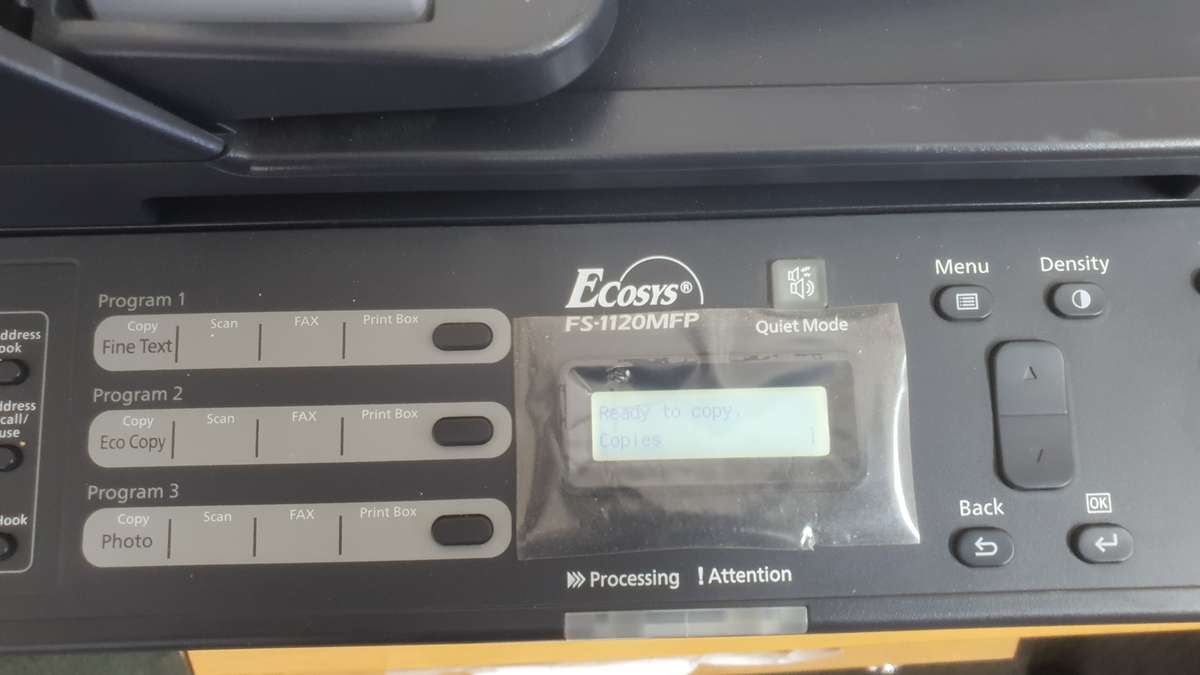 Program 1
Copy Scan FAX Print Box
Fine Text
Program 2
Copy Scan FAX Print Box
Eco Copy
Program 3
Copy Scan FAX Print Box
Photo
ddress
ook
ddress
call/
use
Hook
ECOSYS®
FS-1120MFP
Quiet Mode
Ready to copy.
Copies 1
Processing ! Attention
Menu
Density
Back
OK